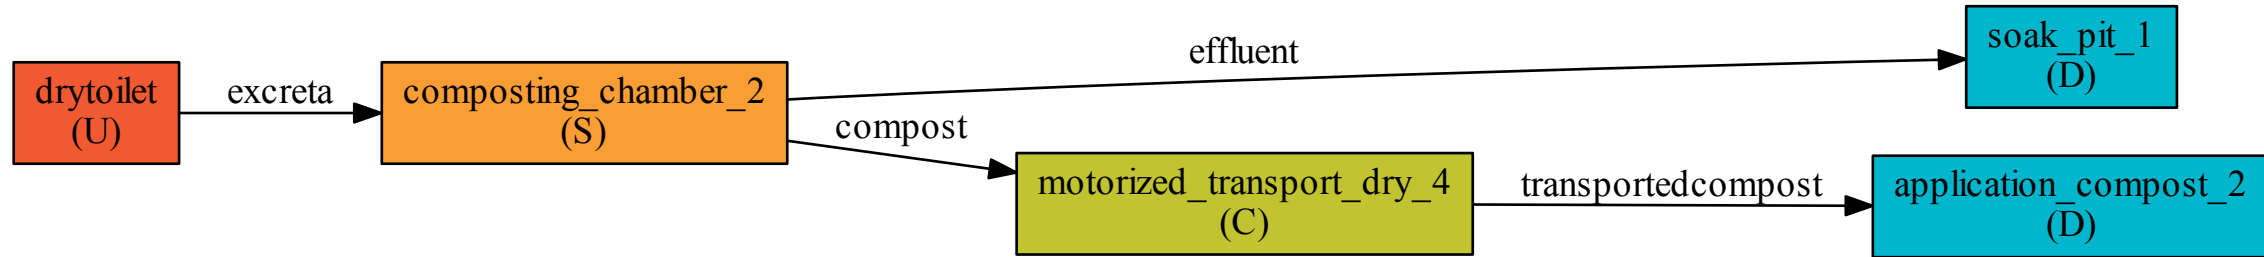 drytoilet
(U)
excreta
composting_chamber_2
(S)
effluent
soak_pit_1
(D)
compost
motorized_transport_dry_4
(C)
transportedcompost
application_compost_2
(D)